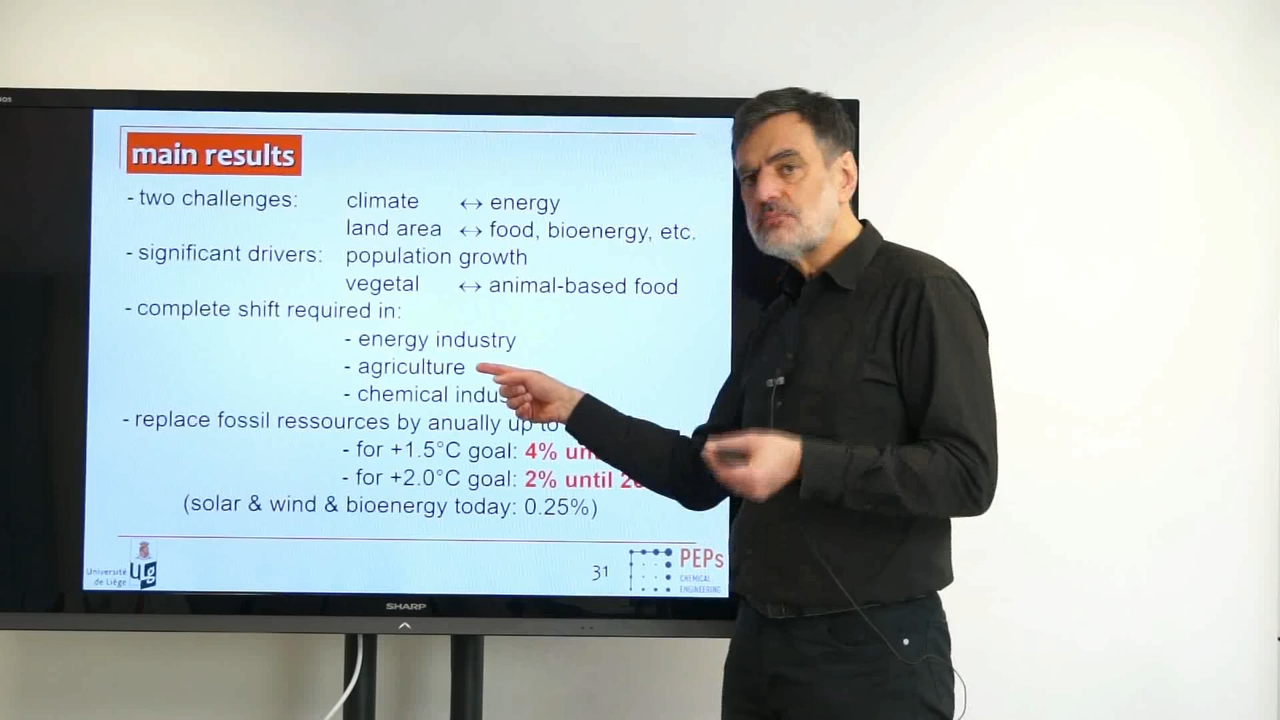 main results
- two challenges: climate ↔ energy
land area ↔ food, bioenergy, etc.
- significant drivers: population growth
vegetal ↔ animal-based food
- complete shift required in:
- energy industry
- agriculture
- chemical
- replace fossil ressources by anually up to
- for +1.5°C goal: 4%
- for +2.0°C goal: 2% until
(solar & wind & bioenergy today: 0.25%)
Université
de Liège
31
PEPs
CHEMICAL
ENGINEERING
SHARP